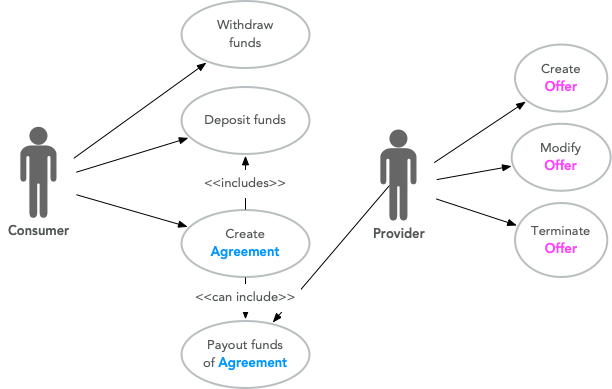 Withdraw
funds
Deposit funds
<<includes>>
Consumer
Create
Agreement
<<can include>>
Payout funds
of Agreement
Provider
Create
Offer
Modify
Offer
Terminate
Offer